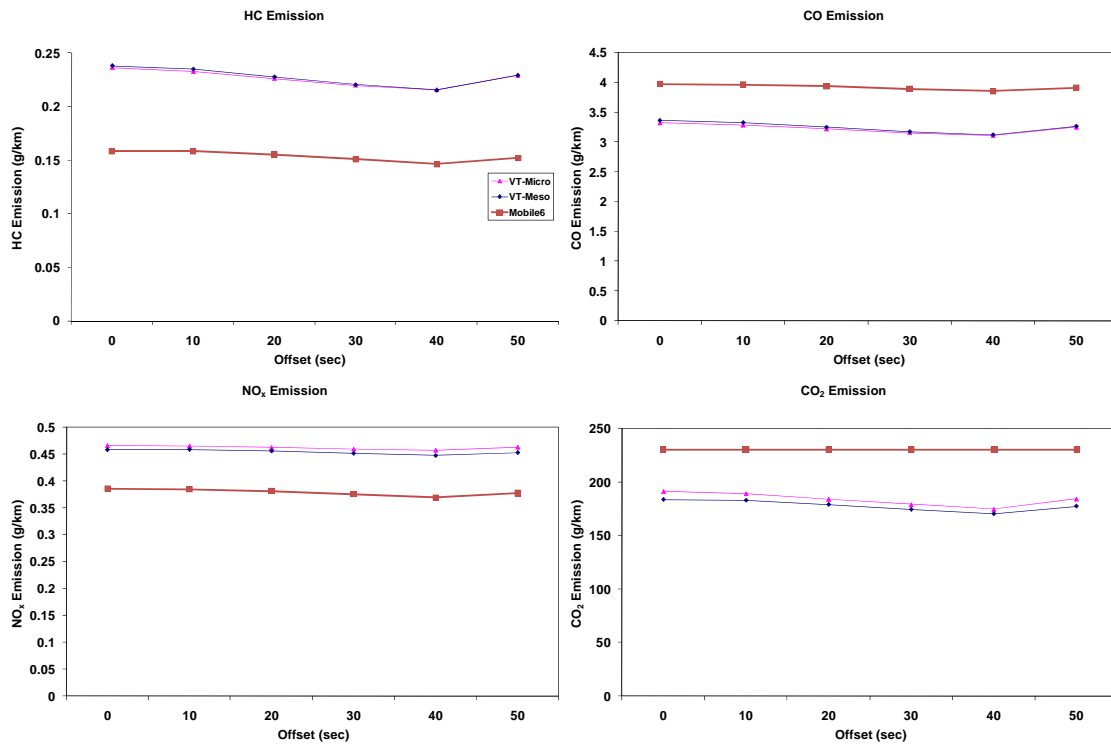 HC Emission
0.25
0.2
0.15
0.1
0.05
0
HC Emission (g/km)
0 10 20 30 40 50
Offset (sec)
VT-Micro
VT-Meso
Mobile6
CO Emission
4.5
4
3.5
3
2.5
2
1.5
1
0.5
0
CO Emission (g/km)
0 10 20 30 40 50
Offset (sec)
NOx Emission
0.5
0.45
0.4
0.35
0.3
0.25
0.2
0.15
0.1
0.05
0
NOx Emission (g/km)
0 10 20 30 40 50
Offset (sec)
CO₂ Emission
250
200
150
100
50
0
CO₂ Emission (g/km)
0 10 20 30 40 50
Offset (sec)